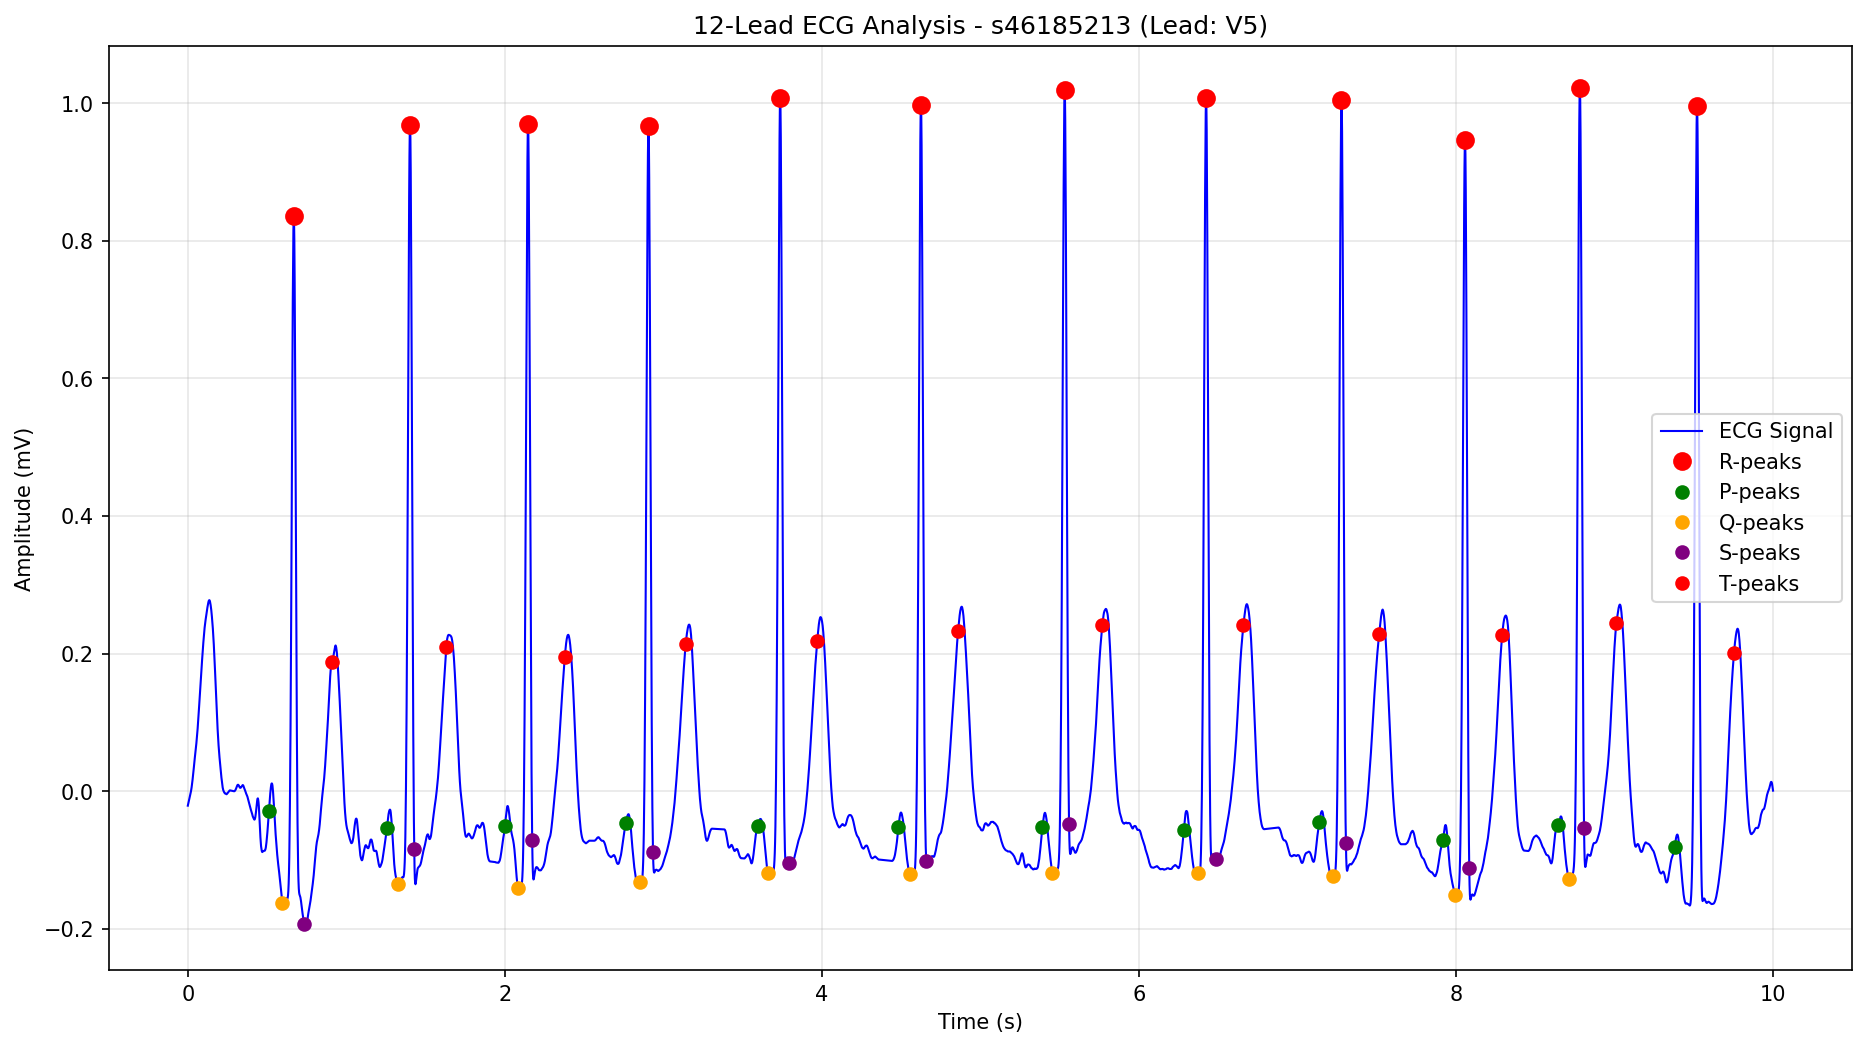 12-Lead ECG Analysis - s46185213 (Lead: V5)
Amplitude (mV)
1.0
0.8
0.6
0.4
0.2
0.0
−0.2
ECG Signal
R-peaks
P-peaks
Q-peaks
S-peaks
T-peaks
0 2 4 6 8 10
Time (s)